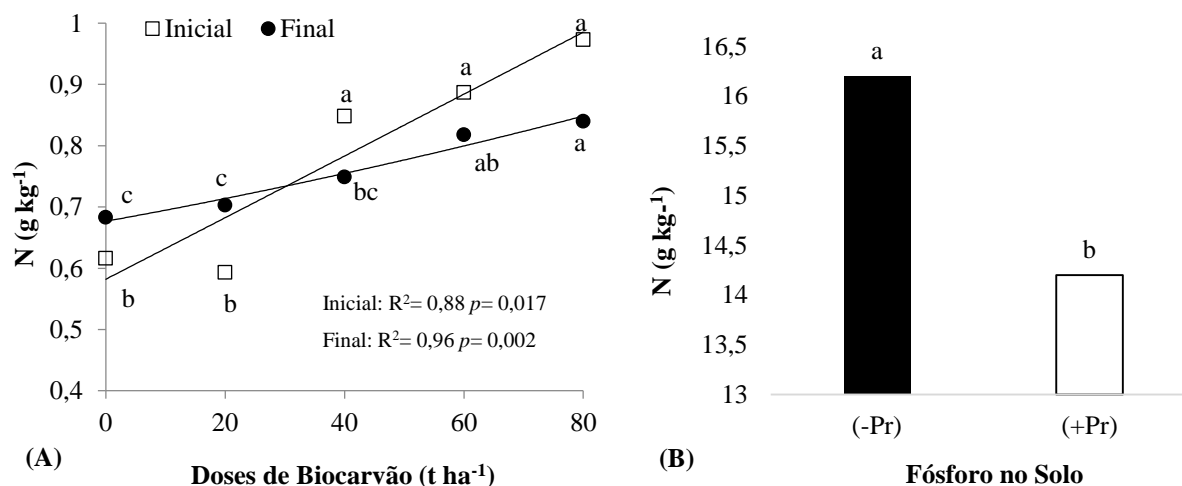 □ Inicial ● Final
N (g kg-1)
1
0,9
0,8
0,7
0,6
0,5
0,4
a
a
a
c
c
bc
ab
a
b
b
Inicial: R2= 0,88 p= 0,017
Final: R2= 0,96 p= 0,002
0 20 40 60 80
(A)
Doses de Biocarvão (t ha-1)
N (g kg-1)
16,5
16
15,5
15
14,5
14
13,5
13
a
b
(-Pr) (+Pr)
(B)
Fósforo no Solo